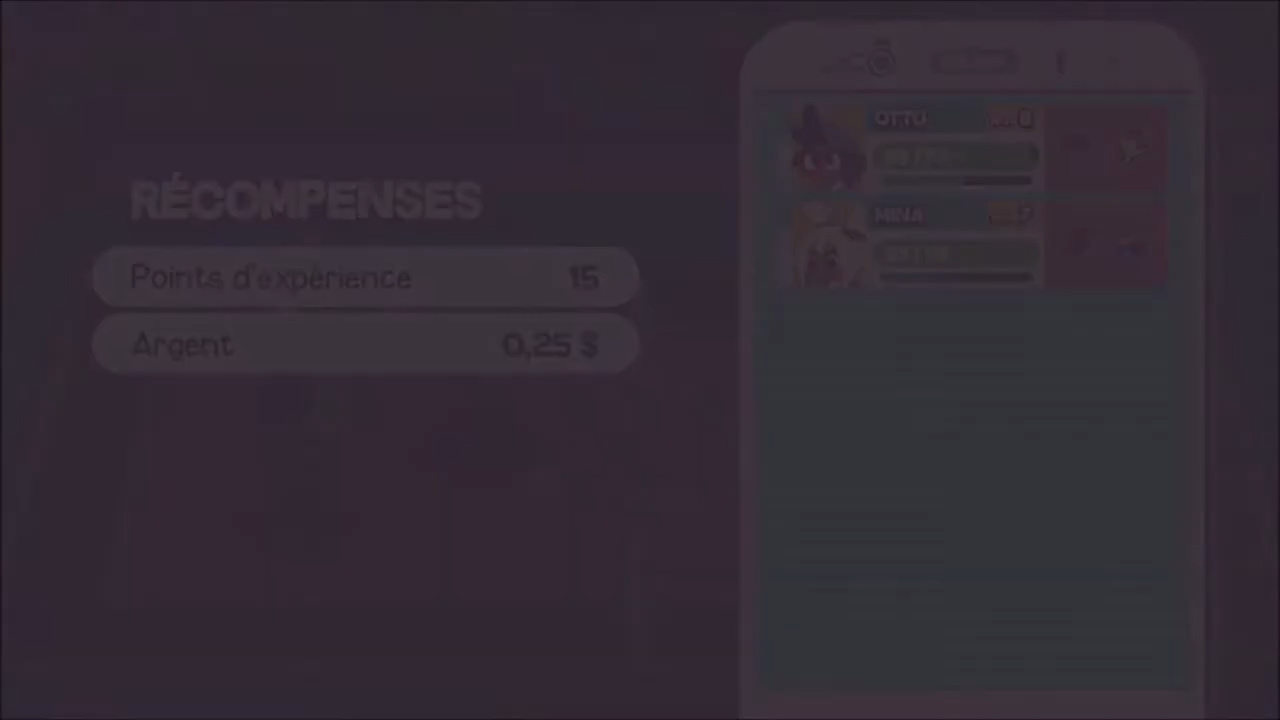 RÉCOMPENSES
Points d'expérience 15
Argent 0,25 $
OTTO
MINA